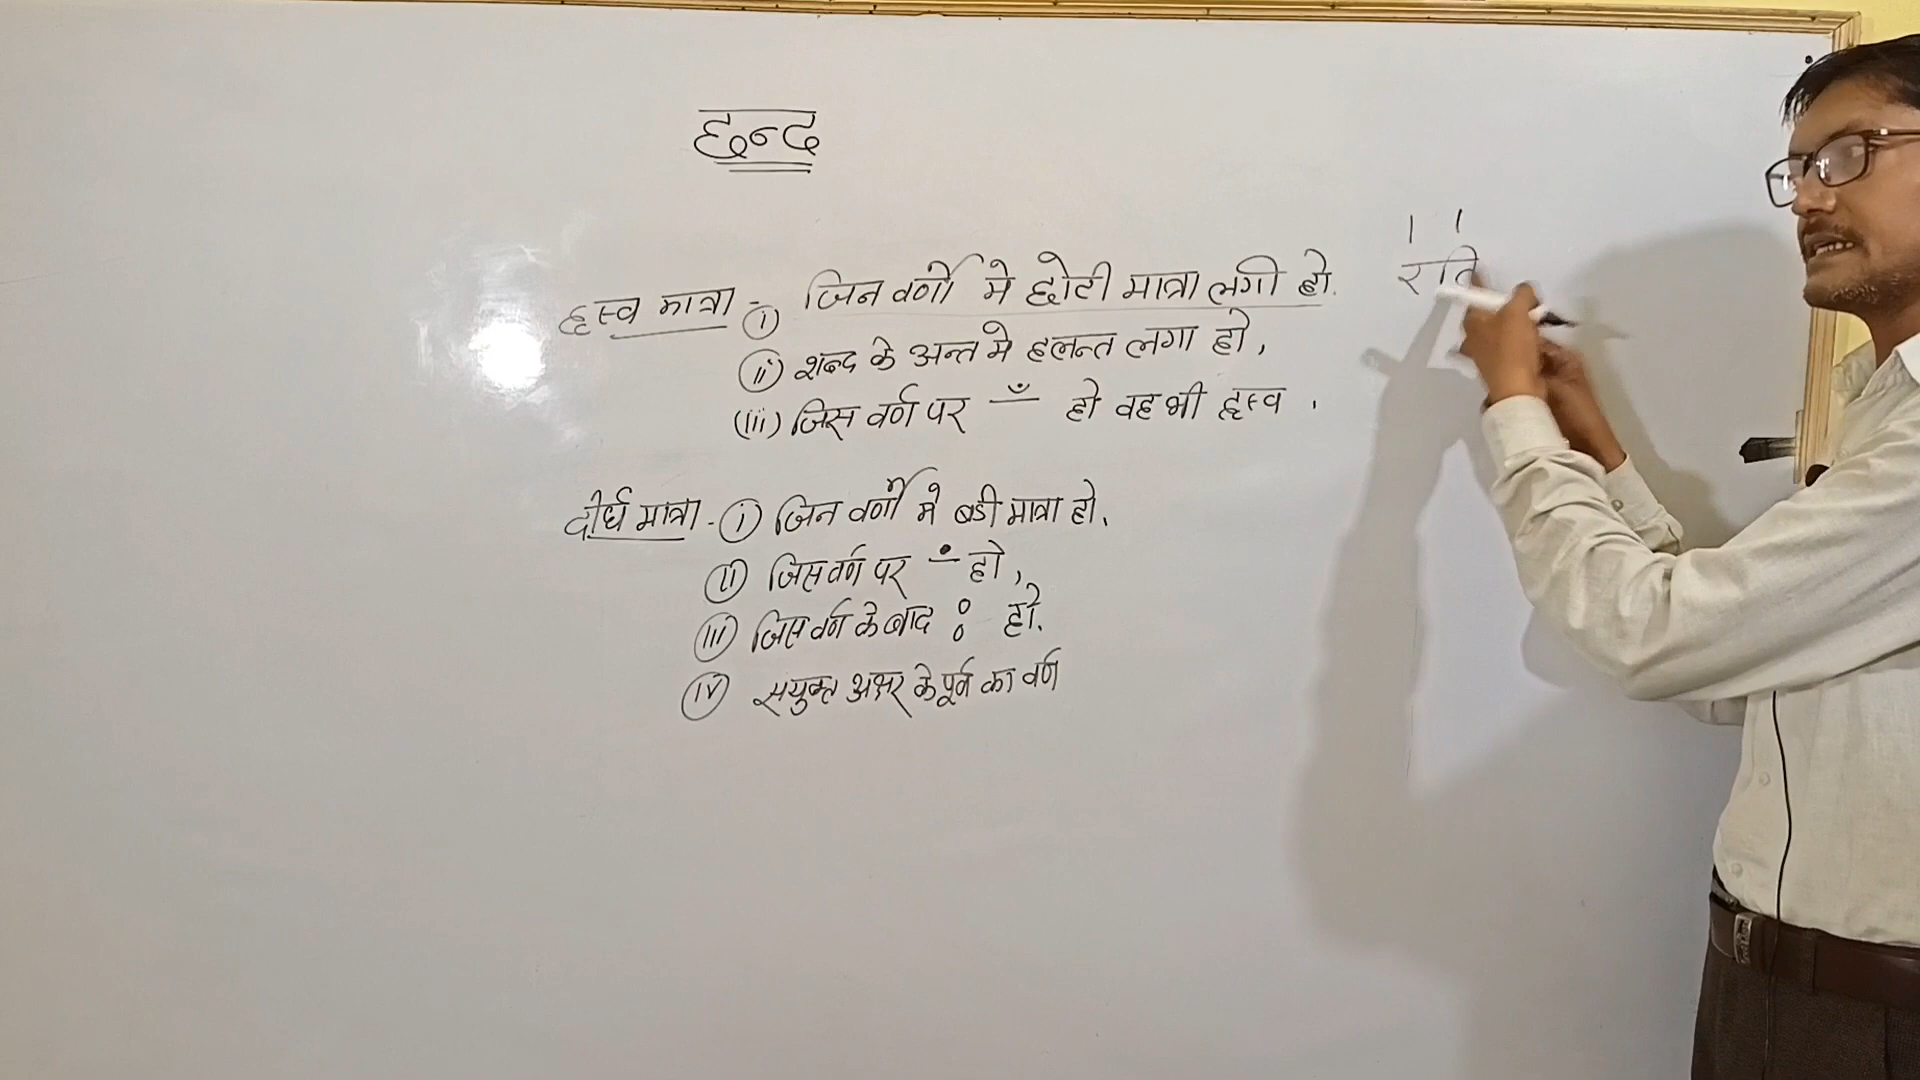 छन्द
। ।
रति
ह्रस्व मात्रा - (i) जिन वर्णो मे छोटी मात्रा लगी हो.
(ii) शब्द के अन्त मे हलन्त लगा हो,
(iii) जिस वर्ण पर ँ हो वह भी ह्रस्व .
दीर्घ मात्रा - (i) जिन वर्णो मे बडी मात्रा हो.
(ii) जिस वर्ण पर ं हो,
(iii) जिस वर्ण के बाद ः हो.
(iv) सयुक्त अक्षर के पूर्व का वर्ण